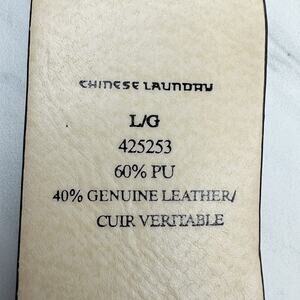 CHINESE LAUNDRY
L/G
425253
60% PU
40% GENUINE LEATHER/
CUIR VERITABLE